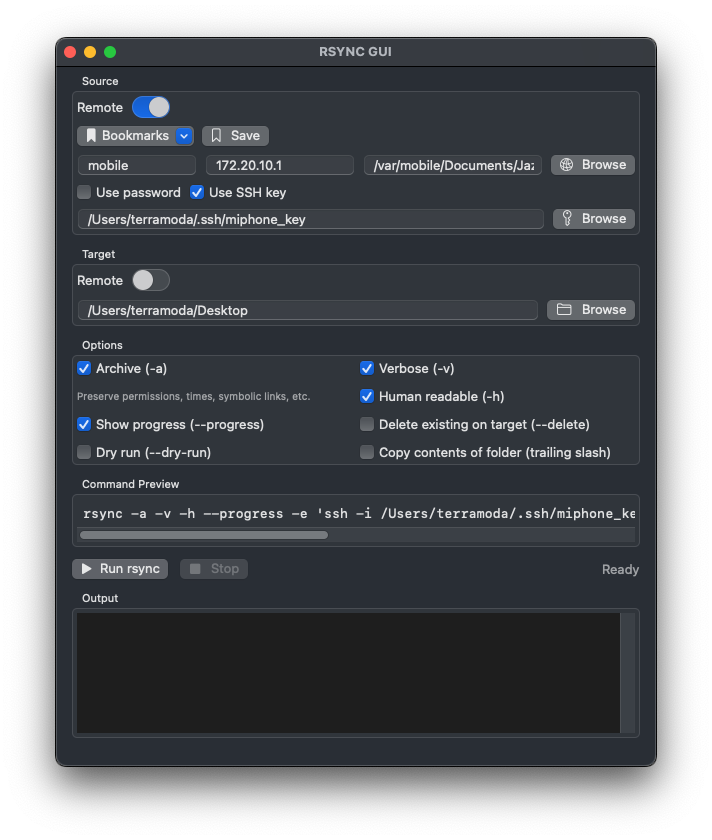 RSYNC GUI
Source
Remote
Bookmarks Save
mobile 172.20.10.1 /var/mobile/Documents/Jaz Browse
Use password Use SSH key
/Users/terramoda/.ssh/miphone_key Browse
Target
Remote
/Users/terramoda/Desktop Browse
Options
Archive (-a) Verbose (-v)
Preserve permissions, times, symbolic links, etc. Human readable (-h)
Show progress (--progress) Delete existing on target (--delete)
Dry run (--dry-run) Copy contents of folder (trailing slash)
Command Preview
rsync -a -v -h --progress -e 'ssh -i /Users/terramoda/.ssh/miphone_ke
Run rsync Stop Ready
Output